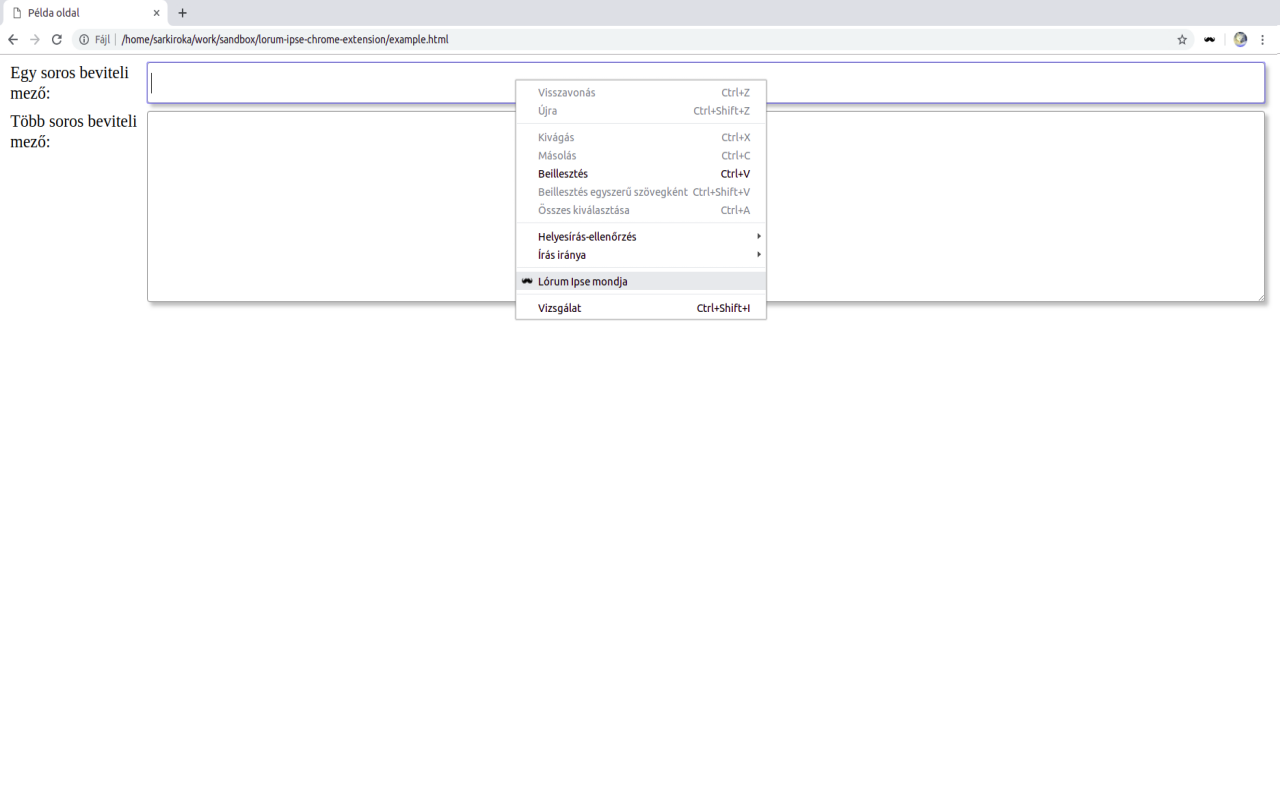 Példa oldal
Fájl /home/sarkiroka/work/sandbox/lorum-ipse-chrome-extension/example.html
Egy soros beviteli
mező:
Több soros beviteli
mező:
Visszavonás Ctrl+Z
Újra Ctrl+Shift+Z
Kivágás Ctrl+X
Másolás Ctrl+C
Beillesztés Ctrl+V
Beillesztés egyszerű szövegként Ctrl+Shift+V
Összes kiválasztása Ctrl+A
Helyesírás-ellenőrzés
Írás iránya
Lórum Ipse mondja
Vizsgálat Ctrl+Shift+I